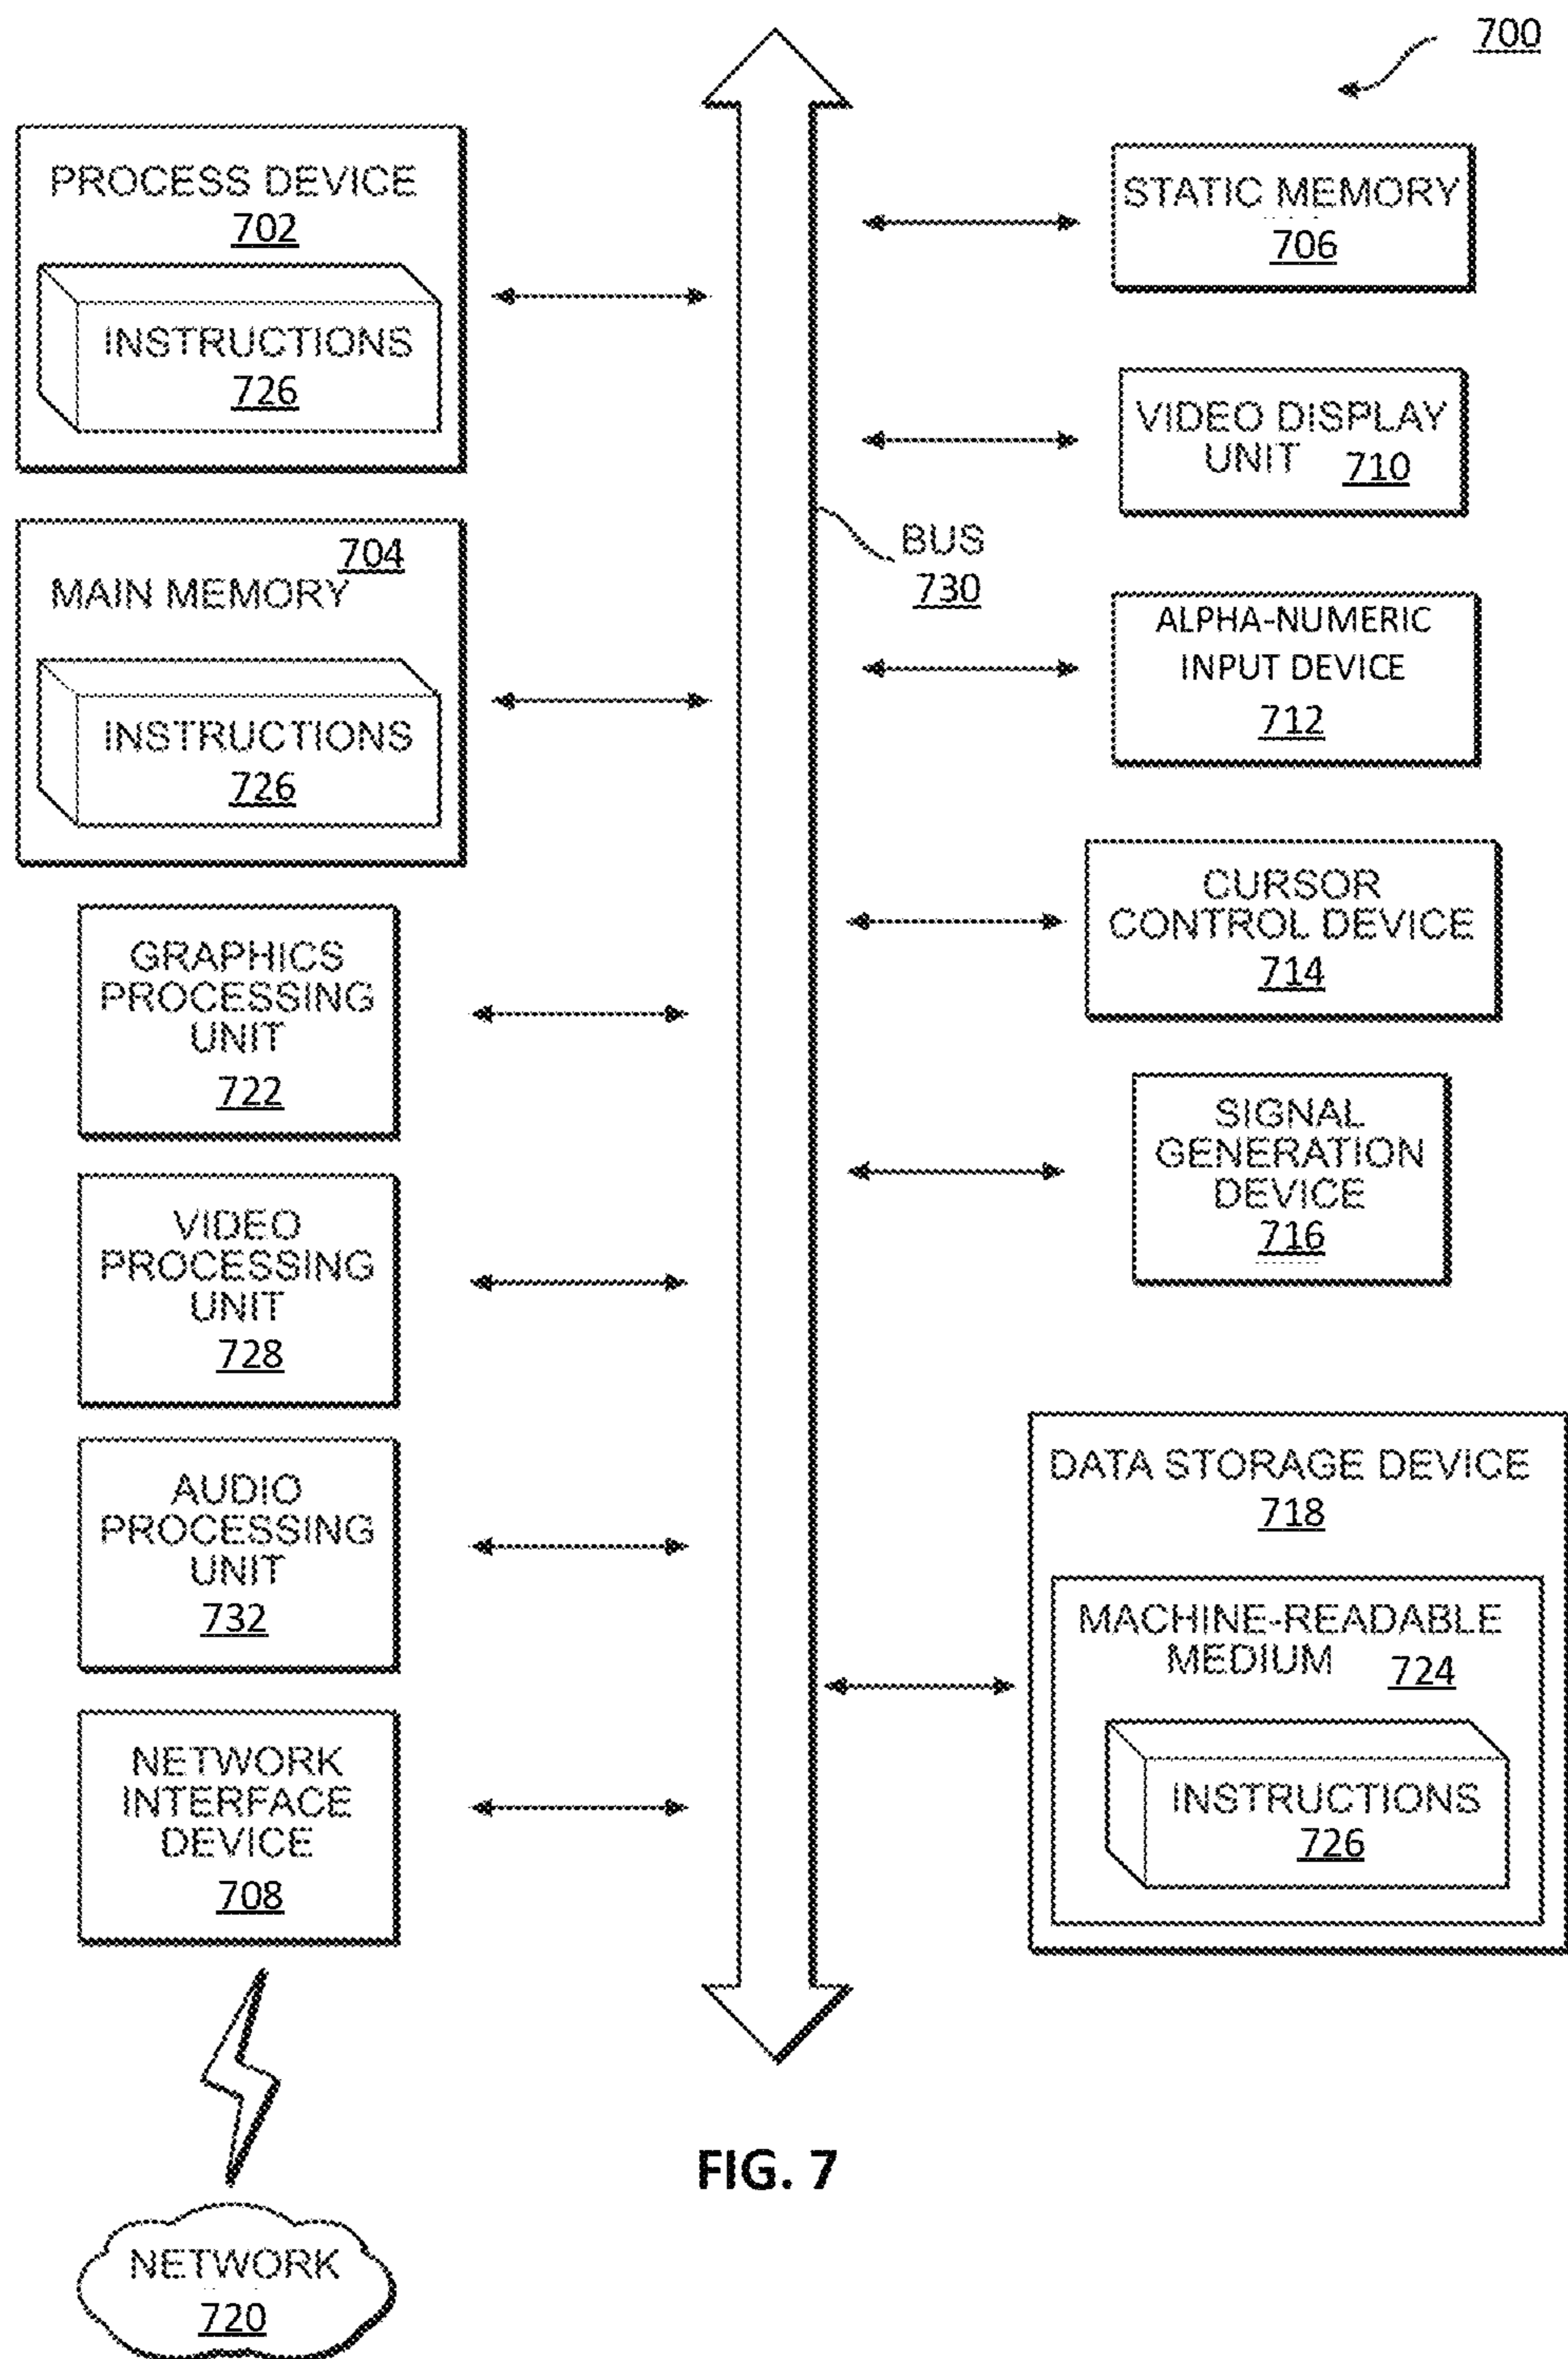 700
PROCESS DEVICE
702
INSTRUCTIONS
726
704
MAIN MEMORY
INSTRUCTIONS
726
GRAPHICS
PROCESSING
UNIT
722
VIDEO
PROCESSING
UNIT
728
AUDIO
PROCESSING
UNIT
732
NETWORK
INTERFACE
DEVICE
708
NETWORK
720
BUS
730
STATIC MEMORY
706
VIDEO DISPLAY
UNIT 710
ALPHA-NUMERIC
INPUT DEVICE
712
CURSOR
CONTROL DEVICE
714
SIGNAL
GENERATION
DEVICE
716
DATA STORAGE DEVICE
718
MACHINE-READABLE
MEDIUM 724
INSTRUCTIONS
726
FIG. 7